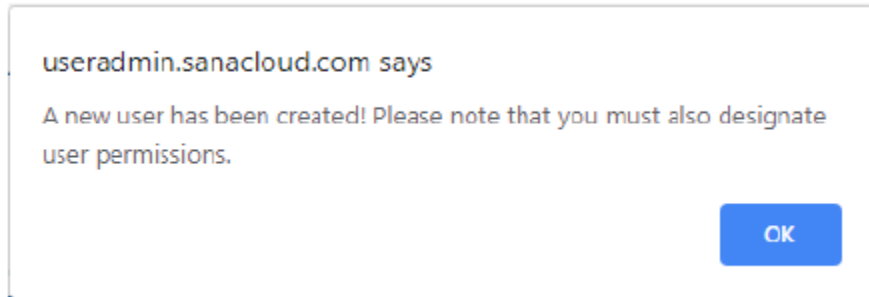 useradmin.sanacloud.com says
A new user has been created! Please note that you must also designate
user permissions.
OK